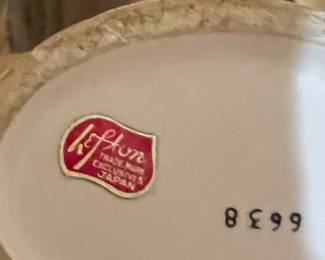 Lefton
TRADE MARK
EXCLUSIVES
JAPAN
6638